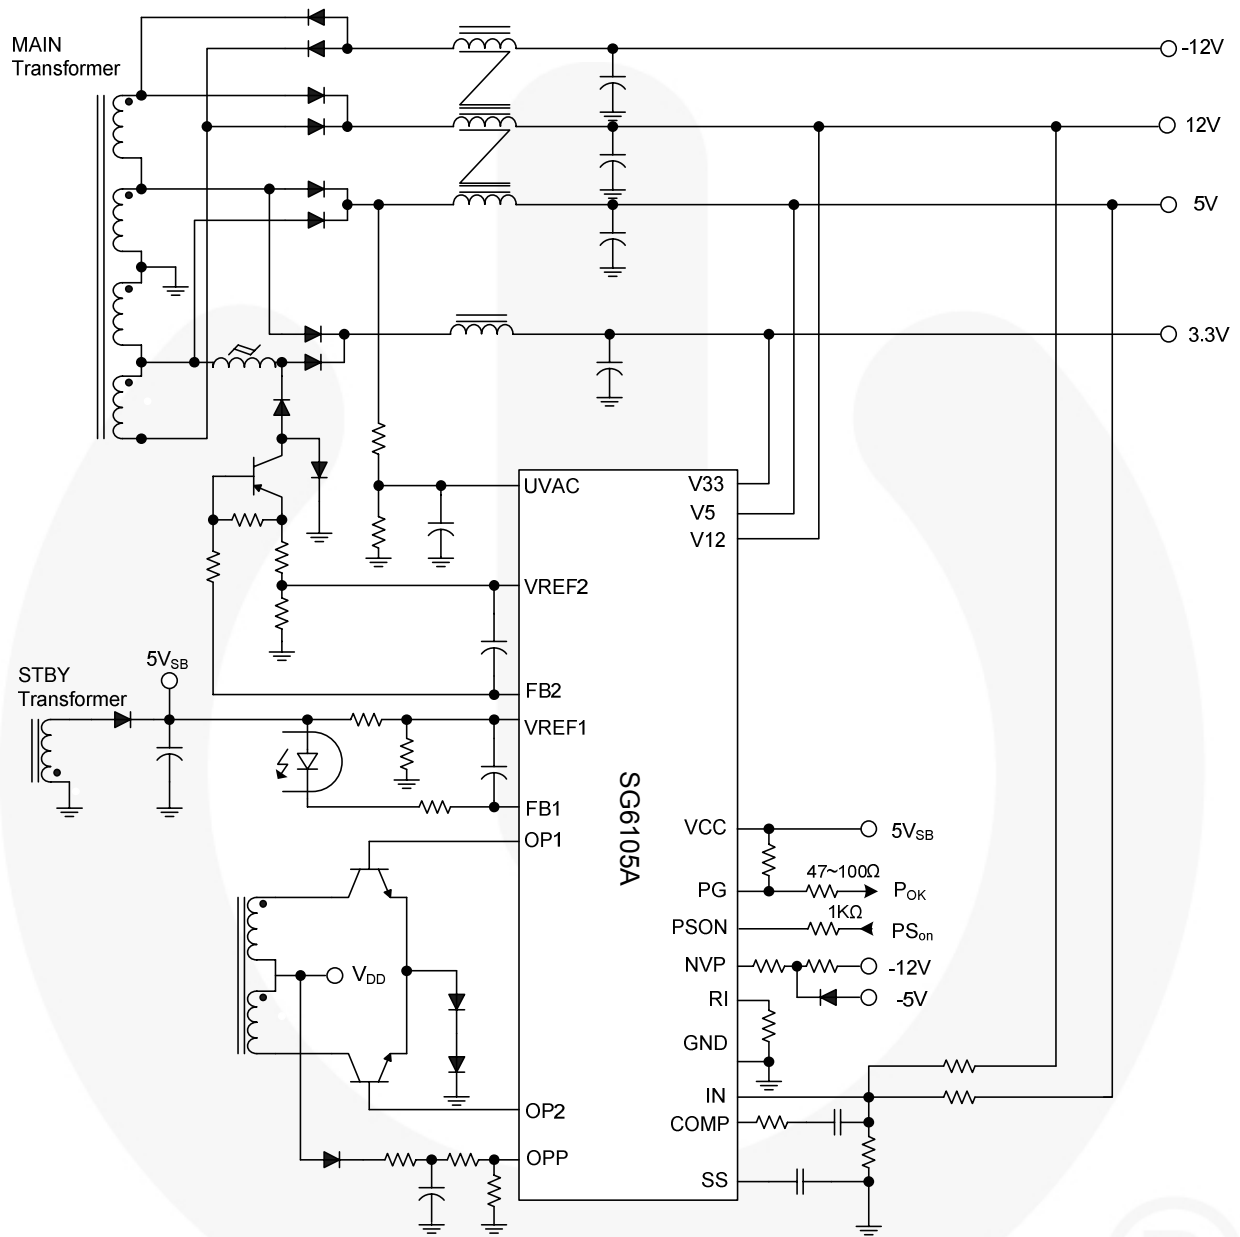 MAIN
Transformer
-12V
12V
5V
3.3V
UVAC
V33
V5
V12
VREF2
STBY
Transformer
5VSB
FB2
VREF1
FB1
OP1
SG6105A
VCC
5VSB
PG
47~100Ω
POK
PSON
1KΩ
PSon
NVP
-12V
RI
-5V
VDD
GND
IN
OP2
COMP
OPP
SS